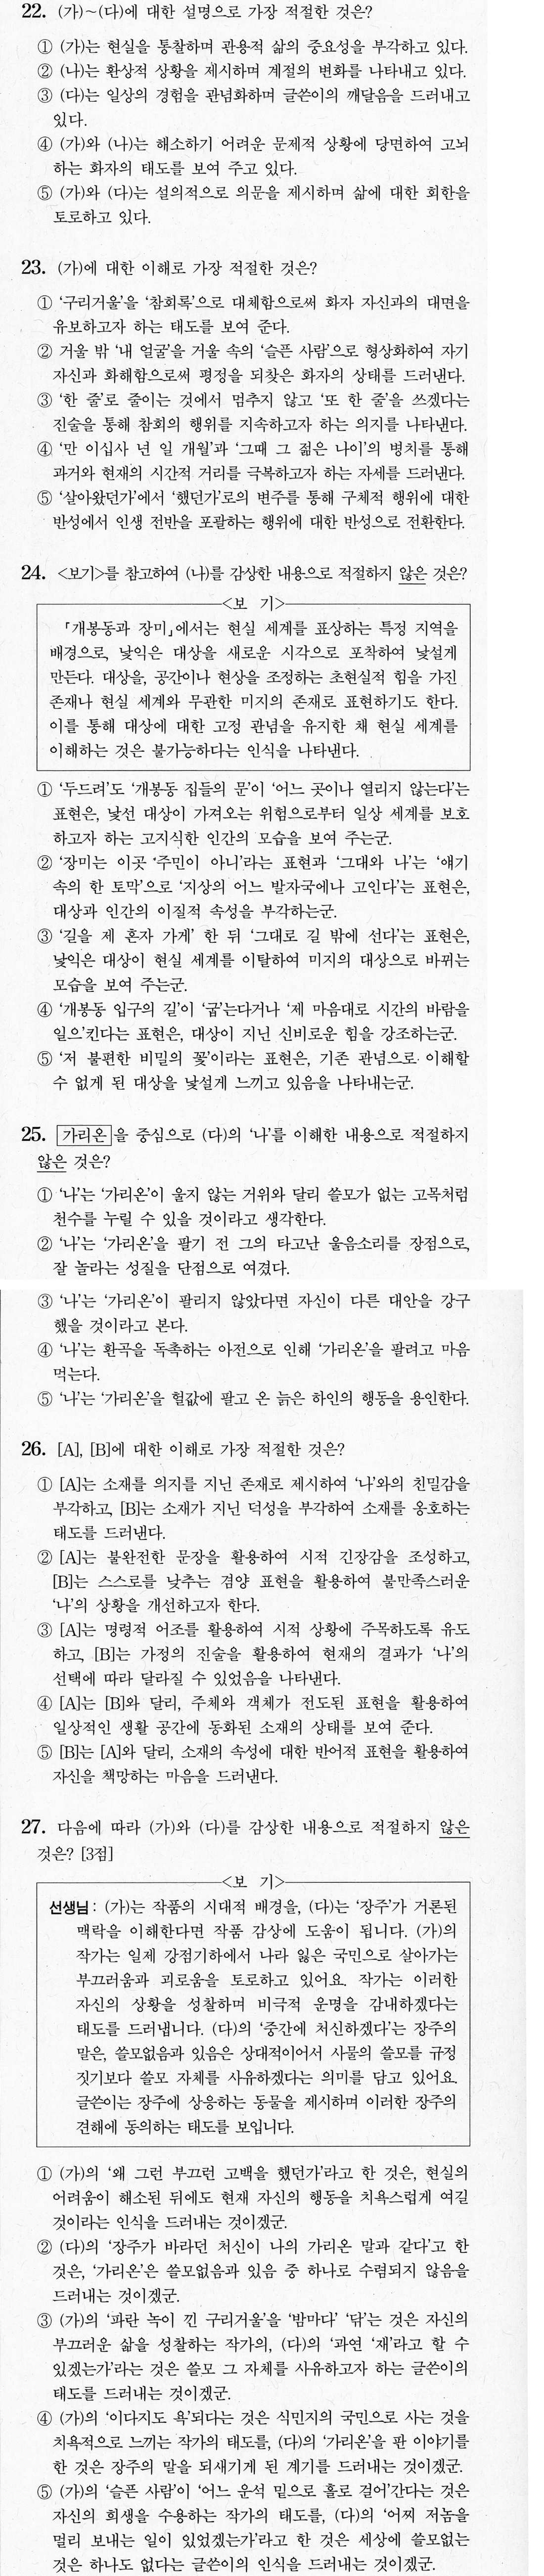 22. (가)~(다)에 대한 설명으로 가장 적절한 것은?
① (가)는 현실을 통찰하며 관용적 삶의 중요성을 부각하고 있다.
② (나)는 환상적 상황을 제시하며 계절의 변화를 나타내고 있다.
③ (다)는 일상의 경험을 관념화하며 글쓴이의 깨달음을 드러내고
있다.
④ (가)와 (나)는 해소하기 어려운 문제적 상황에 당면하여 고뇌
하는 화자의 태도를 보여 주고 있다.
⑤ (가)와 (다)는 설의적으로 의문을 제시하며 삶에 대한 회한을
토로하고 있다.
23. (가)에 대한 이해로 가장 적절한 것은?
① ‘구리거울’을 ‘참회록’으로 대체함으로써 화자 자신과의 대면을
유보하고자 하는 태도를 보여 준다.
② 거울 밖 ‘내 얼굴’을 거울 속의 ‘슬픈 사람’으로 형상화하여 자기
자신과 화해함으로써 평정을 되찾은 화자의 상태를 드러낸다.
③ ‘한 줄’로 줄이는 것에서 멈추지 않고 ‘또 한 줄’을 쓰겠다는
진술을 통해 참회의 행위를 지속하고자 하는 의지를 나타낸다.
④ ‘만 이십사 년 일 개월’과 ‘그때 그 젊은 나이’의 병치를 통해
과거와 현재의 시간적 거리를 극복하고자 하는 자세를 드러낸다.
⑤ ‘살아왔던가’에서 ‘했던가’로의 변주를 통해 구체적 행위에 대한
반성에서 인생 전반을 포괄하는 행위에 대한 반성으로 전환한다.
24. <보기>를 참고하여 (나)를 감상한 내용으로 적절하지 않은 것은?
<보 기>
「개봉동과 장미」에서는 현실 세계를 표상하는 특정 지역을
배경으로, 낯익은 대상을 새로운 시각으로 포착하여 낯설게
만든다. 대상을, 공간이나 현상을 조정하는 초현실적 힘을 가진
존재나 현실 세계와 무관한 미지의 존재로 표현하기도 한다.
이를 통해 대상에 대한 고정 관념을 유지한 채 현실 세계를
이해하는 것은 불가능하다는 인식을 나타낸다.
① ‘두드려’도 ‘개봉동 집들의 문’이 ‘어느 곳이나 열리지 않는다’는
표현은, 낯선 대상이 가져오는 위험으로부터 일상 세계를 보호
하고자 하는 고지식한 인간의 모습을 보여 주는군.
② ‘장미는 이곳 ‘주민이 아니’라는 표현과 ‘그대와 나’는 ‘얘기
속의 한 토막’으로 ‘지상의 어느 발자국에나 고인다’는 표현은,
대상과 인간의 이질적 속성을 부각하는군.
③ ‘길을 제 혼자 가게’ 한 뒤 ‘그대로 길 밖에 선다’는 표현은,
낯익은 대상이 현실 세계를 이탈하여 미지의 대상으로 바뀌는
모습을 보여 주는군.
④ ‘개봉동 입구의 길’이 ‘굽’는다거나 ‘제 마음대로 시간의 바람을
일으’킨다는 표현은, 대상이 지닌 신비로운 힘을 강조하는군.
⑤ ‘저 불편한 비밀의 꽃’이라는 표현은, 기존 관념으로 이해할
수 없게 된 대상을 낯설게 느끼고 있음을 나타내는군.
25. 가리온을 중심으로 (다)의 ‘나’를 이해한 내용으로 적절하지
않은 것은?
① ‘나’는 ‘가리온’이 울지 않는 거위와 달리 쓸모가 없는 고목처럼
천수를 누릴 수 있을 것이라고 생각한다.
② ‘나’는 ‘가리온’을 팔기 전 그의 타고난 울음소리를 장점으로,
잘 놀라는 성질을 단점으로 여겼다.
③ ‘나’는 ‘가리온’이 팔리지 않았다면 자신이 다른 대안을 강구
했을 것이라고 본다.
④ ‘나’는 환곡을 독촉하는 아전으로 인해 ‘가리온’을 팔려고 마음
먹는다.
⑤ ‘나’는 ‘가리온’을 헐값에 팔고 온 늙은 하인의 행동을 용인한다.
26. [A], [B]에 대한 이해로 가장 적절한 것은?
① [A]는 소재를 의지를 지닌 존재로 제시하여 ‘나’와의 친밀감을
부각하고, [B]는 소재가 지닌 덕성을 부각하여 소재를 옹호하는
태도를 드러낸다.
② [A]는 불완전한 문장을 활용하여 시적 긴장감을 조성하고,
[B]는 스스로를 낮추는 겸양 표현을 활용하여 불만족스러운
‘나’의 상황을 개선하고자 한다.
③ [A]는 명령적 어조를 활용하여 시적 상황에 주목하도록 유도
하고, [B]는 가정의 진술을 활용하여 현재의 결과가 ‘나’의
선택에 따라 달라질 수 있었음을 나타낸다.
④ [A]는 [B]와 달리, 주체와 객체가 전도된 표현을 활용하여
일상적인 생활 공간에 동화된 소재의 상태를 보여 준다.
⑤ [B]는 [A]와 달리, 소재의 속성에 대한 반어적 표현을 활용하여
자신을 책망하는 마음을 드러낸다.
27. 다음에 따라 (가)와 (다)를 감상한 내용으로 적절하지 않은
것은? [3점]
<보 기>
선생님 : (가)는 작품의 시대적 배경을, (다)는 ‘장주’가 거론된
맥락을 이해한다면 작품 감상에 도움이 됩니다. (가)의
작가는 일제 강점기하에서 나라 잃은 국민으로 살아가는
부끄러움과 괴로움을 토로하고 있어요. 작가는 이러한
자신의 상황을 성찰하며 비극적 운명을 감내하겠다는
태도를 드러냅니다. (다)의 ‘중간에 처신하겠다’는 장주의
말은, 쓸모없음과 있음은 상대적이어서 사물의 쓸모를 규정
짓기보다 쓸모 자체를 사유하겠다는 의미를 담고 있어요.
글쓴이는 장주에 상응하는 동물을 제시하며 이러한 장주의
견해에 동의하는 태도를 보입니다.
① (가)의 ‘왜 그런 부끄런 고백을 했던가’라고 한 것은, 현실의
어려움이 해소된 뒤에도 현재 자신의 행동을 치욕스럽게 여길
것이라는 인식을 드러내는 것이겠군.
② (다)의 ‘장주가 바라던 처신이 나의 가리온 말과 같다’고 한
것은, ‘가리온’은 쓸모없음과 있음 중 하나로 수렴되지 않음을
드러내는 것이겠군.
③ (가)의 ‘파란 녹이 낀 구리거울’을 ‘밤마다’ ‘닦’는 것은 자신의
부끄러운 삶을 성찰하는 작가의, (다)의 ‘과연 ‘재’라고 할 수
있겠는가’라는 것은 쓸모 그 자체를 사유하고자 하는 글쓴이의
태도를 드러내는 것이겠군.
④ (가)의 ‘이다지도 욕’되다는 것은 식민지의 국민으로 사는 것을
치욕적으로 느끼는 작가의 태도를, (다)의 ‘가리온’을 판 이야기를
한 것은 장주의 말을 되새기게 된 계기를 드러내는 것이겠군.
⑤ (가)의 ‘슬픈 사람’이 ‘어느 운석 밑으로 홀로 걸어’간다는 것은
자신의 희생을 수용하는 작가의 태도를, (다)의 ‘어찌 저놈을
멀리 보내는 일이 있었겠는가’라고 한 것은 세상에 쓸모없는
것은 하나도 없다는 글쓴이의 인식을 드러내는 것이겠군.